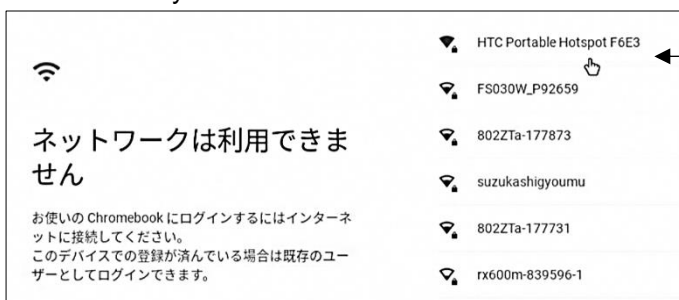 ネットワークは利用できま
せん
お使いの Chromebook にログインするにはインターネ
ットに接続してください。
このデバイスでの登録が済んでいる場合は既存のユー
ザーとしてログインできます。
HTC Portable Hotspot F6E3
FS030W_P92659
802ZTa-177873
suzukashigyoumu
802ZTa-177731
rx600m-839596-1